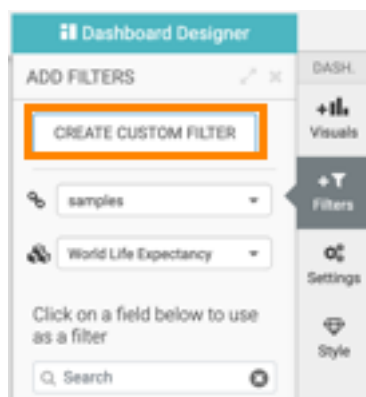 Dashboard Designer
ADD FILTERS
DASH.
CREATE CUSTOM FILTER
Visuals
samples
Filters
World Life Expectancy
Settings
Click on a field below to use
as a filter
Style
Search